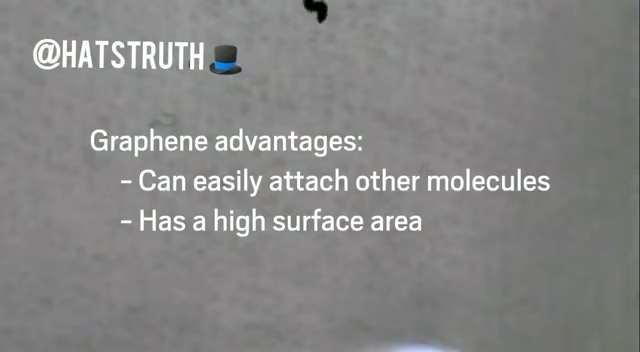 @HATSTRUTH🎩
Graphene advantages:
- Can easily attach other molecules
- Has a high surface area